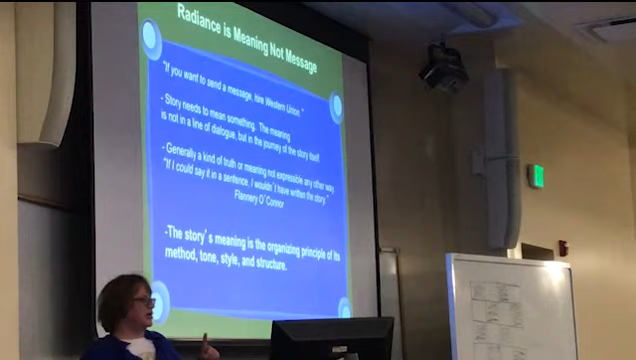 Radiance is Meaning Not Message
"If you want to send a message, hire Western Union."
- Story needs to mean something. The meaning
is not in a line of dialogue, but in the journey of the story itself
- Generally a kind of truth or meaning not expressible any other way
"If I could say it in a sentence, I wouldn't have written the story."
Flannery O'Connor
-The story's meaning is the organizing principle of its
method, tone, style, and structure.